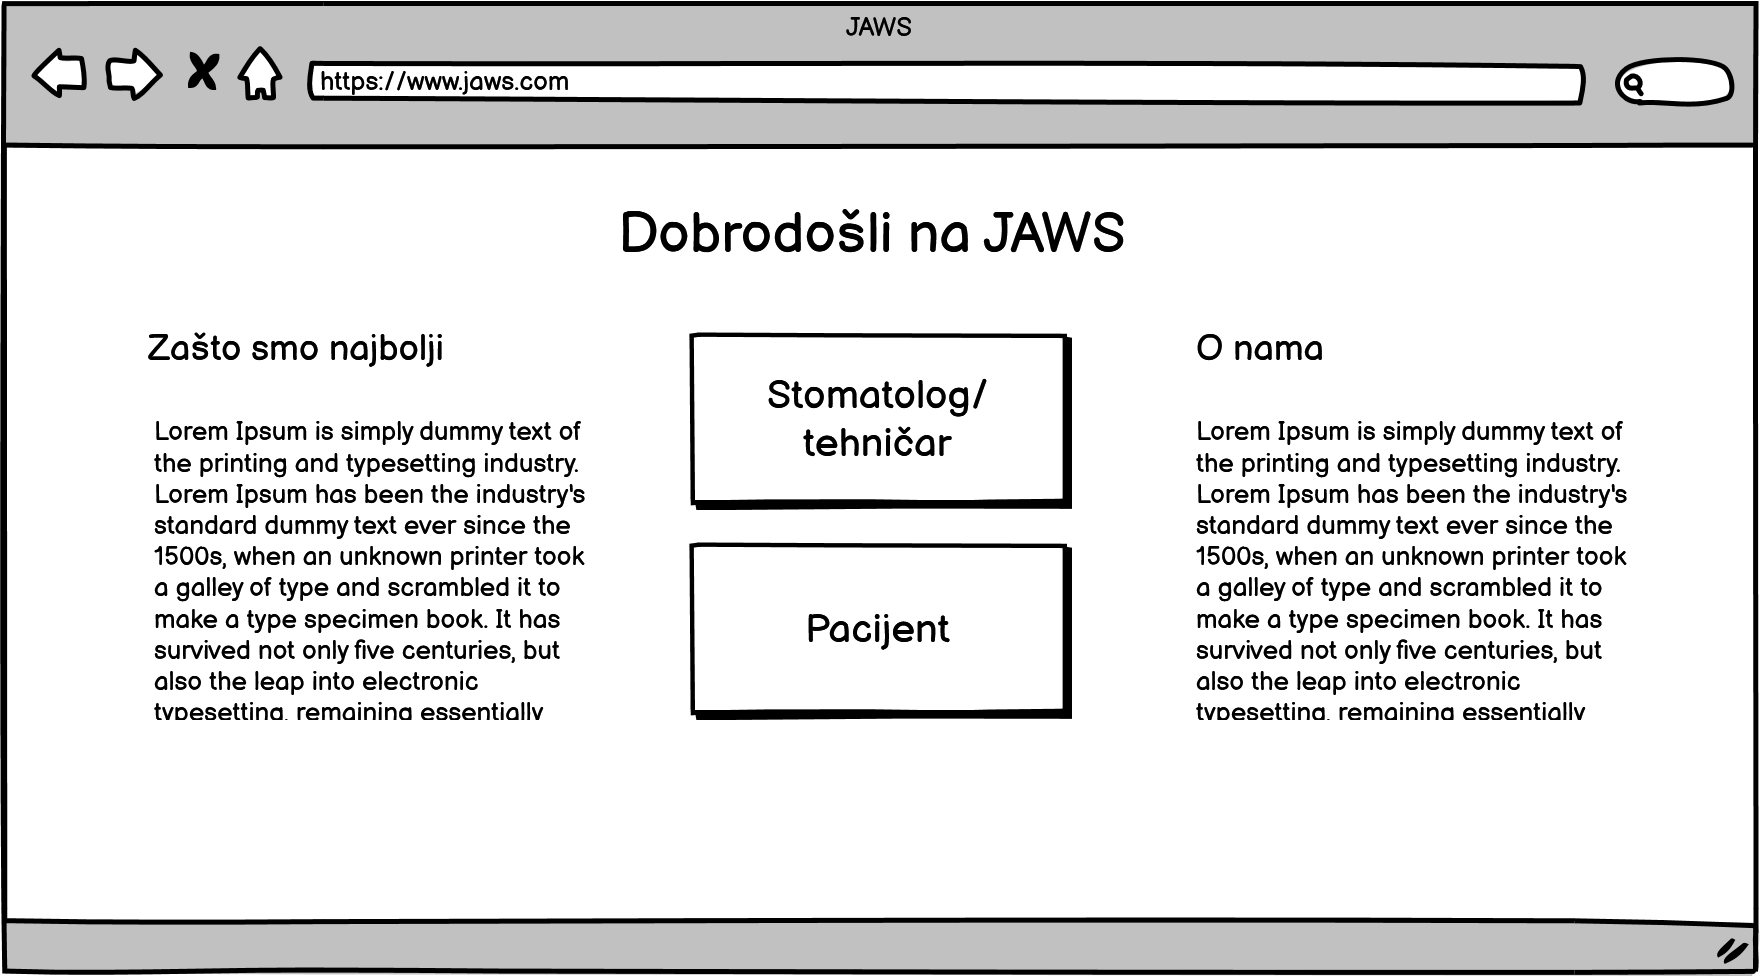 JAWS
https://www.jaws.com
Dobrodošli na JAWS
Zašto smo najbolji
Lorem Ipsum is simply dummy text of
the printing and typesetting industry.
Lorem Ipsum has been the industry's
standard dummy text ever since the
1500s, when an unknown printer took
a galley of type and scrambled it to
make a type specimen book. It has
survived not only five centuries, but
also the leap into electronic
typesetting, remaining essentially
Stomatolog/
tehničar
Pacijent
O nama
Lorem Ipsum is simply dummy text of
the printing and typesetting industry.
Lorem Ipsum has been the industry's
standard dummy text ever since the
1500s, when an unknown printer took
a galley of type and scrambled it to
make a type specimen book. It has
survived not only five centuries, but
also the leap into electronic
typesetting, remaining essentially